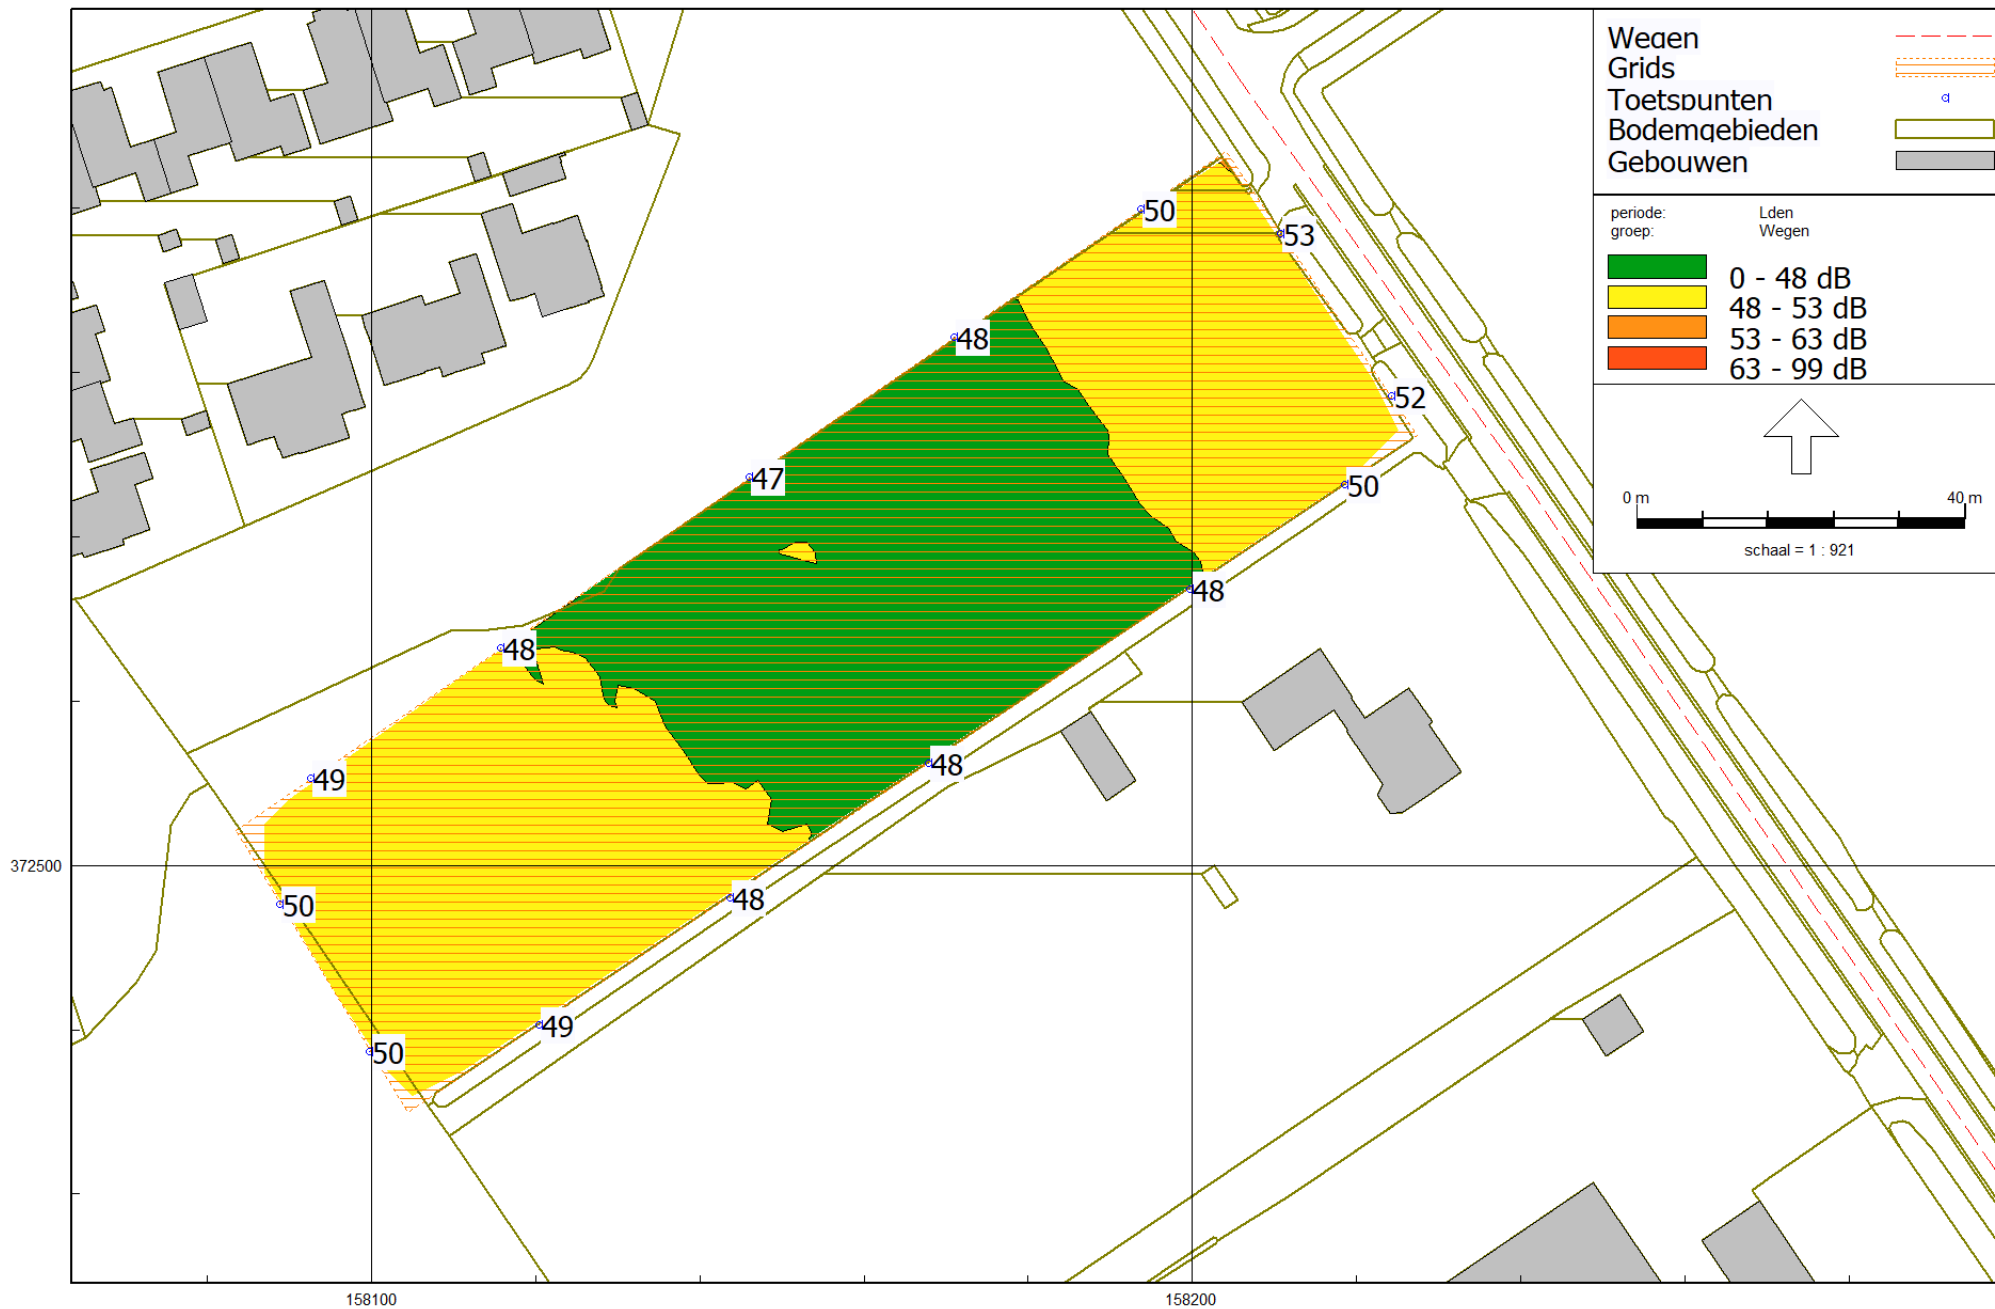 Wegen
Grids
Toetspunten
Bodemgebieden
Gebouwen
periode: Lden
groep: Wegen
0 - 48 dB
48 - 53 dB
53 - 63 dB
63 - 99 dB
0 m 40 m
schaal = 1 : 921
50
53
48
52
47
50
48
48
48
49
372500
48
50
49
50
158100 158200